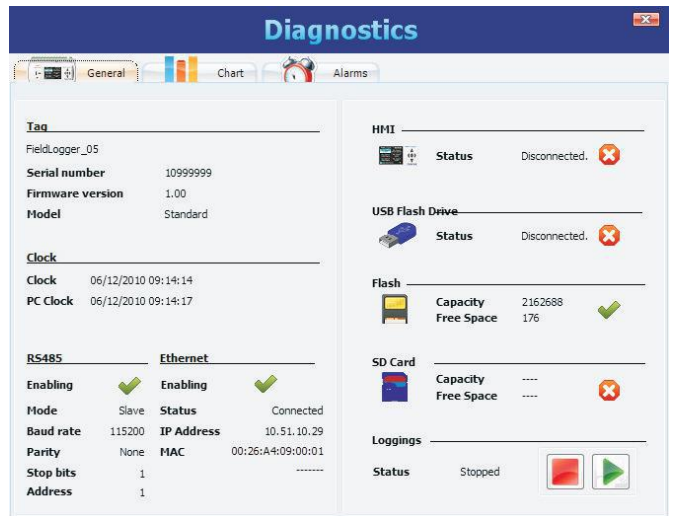 Diagnostics
General Chart Alarms
Tag
FieldLogger_05
Serial number 10999999
Firmware version 1.00
Model Standard
Clock
Clock 06/12/2010 09:14:14
PC Clock 06/12/2010 09:14:17
RS485 Ethernet
Enabling Enabling
Mode Slave Status Connected
Baud rate 115200 IP Address 10.51.10.29
Parity None MAC 00:26:A4:09:00:01
Stop bits 1 -------
Address 1
HMI
Status Disconnected.
USB Flash Drive
Status Disconnected.
Flash
Capacity 2162688
Free Space 176
SD Card
Capacity ----
Free Space ----
Loggings
Status Stopped